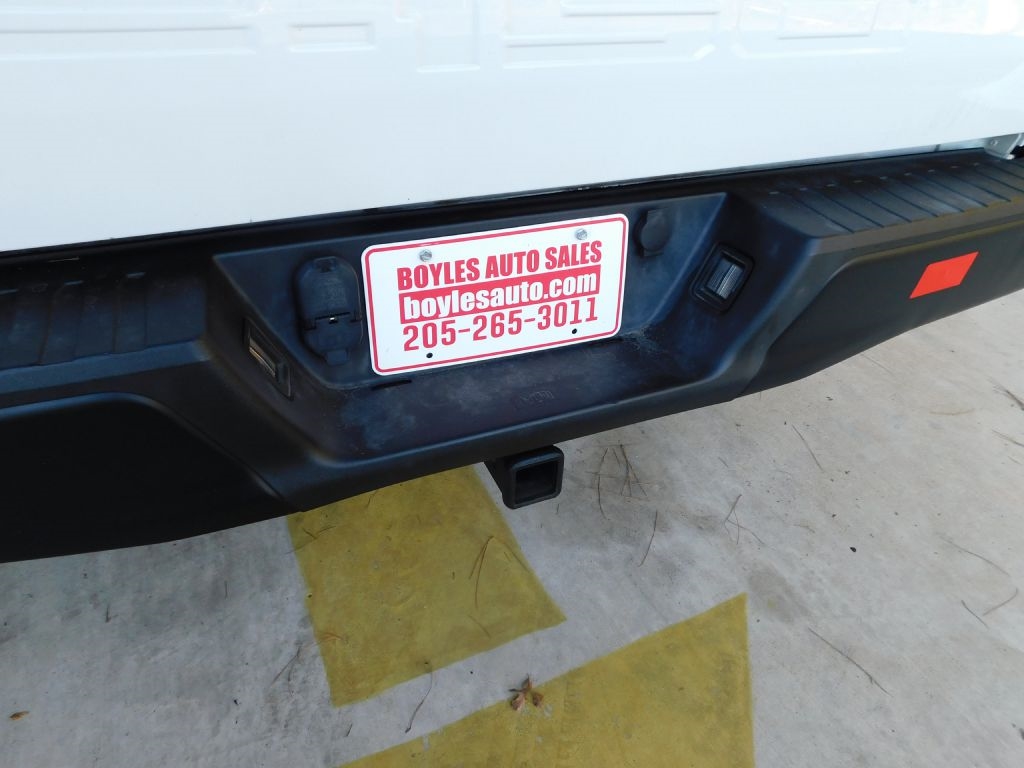 BOYLES AUTO SALES
boylesauto.com
205-265-3011